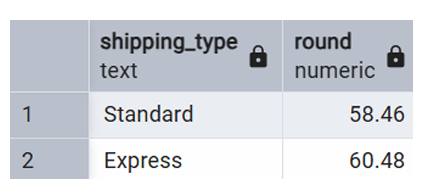 shipping_type round
text numeric
1 Standard 58.46
2 Express 60.48